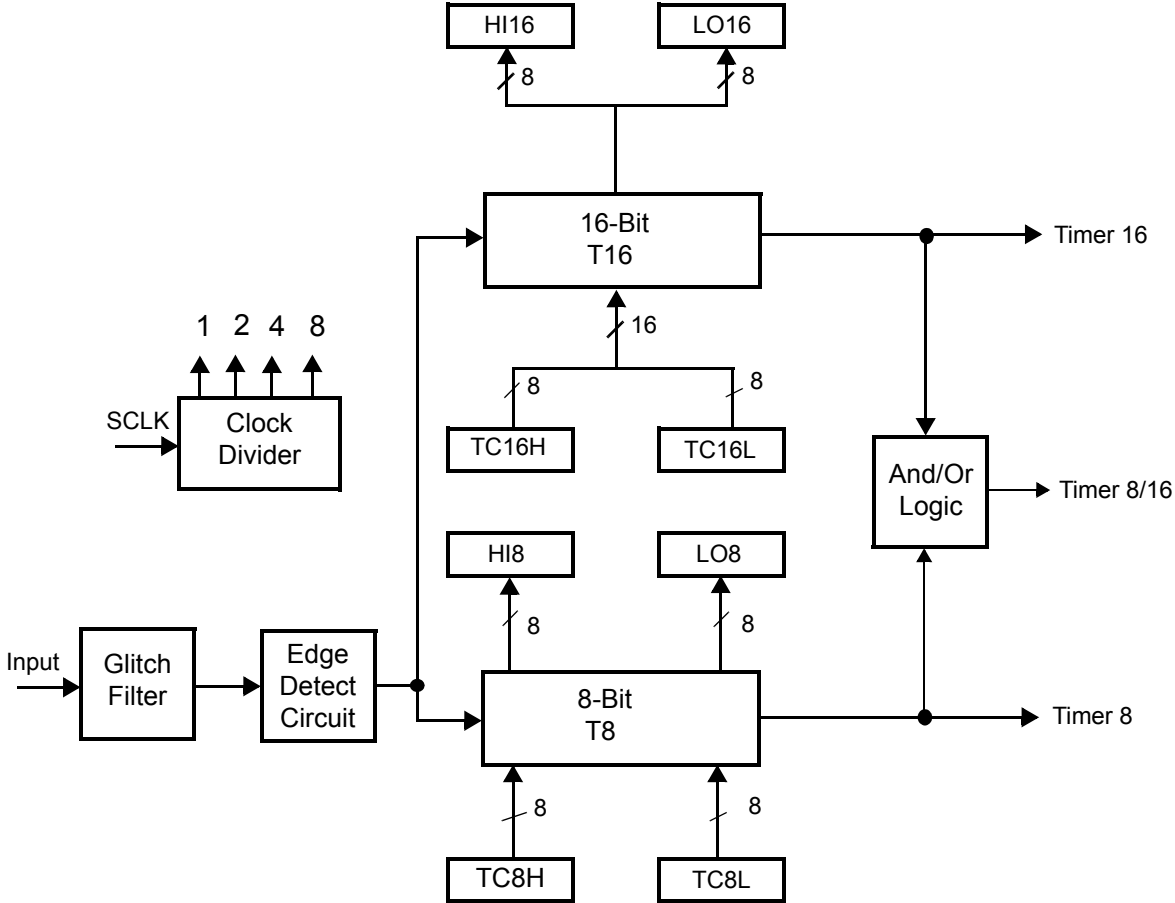 HI16
LO16
8
8
16-Bit
T16
Timer 16
16
1 2 4 8
8
8
SCLK
Clock
Divider
TC16H
TC16L
And/Or
Logic
Timer 8/16
HI8
LO8
8
8
Input
Glitch
Filter
Edge
Detect
Circuit
8-Bit
T8
Timer 8
8
8
TC8H
TC8L